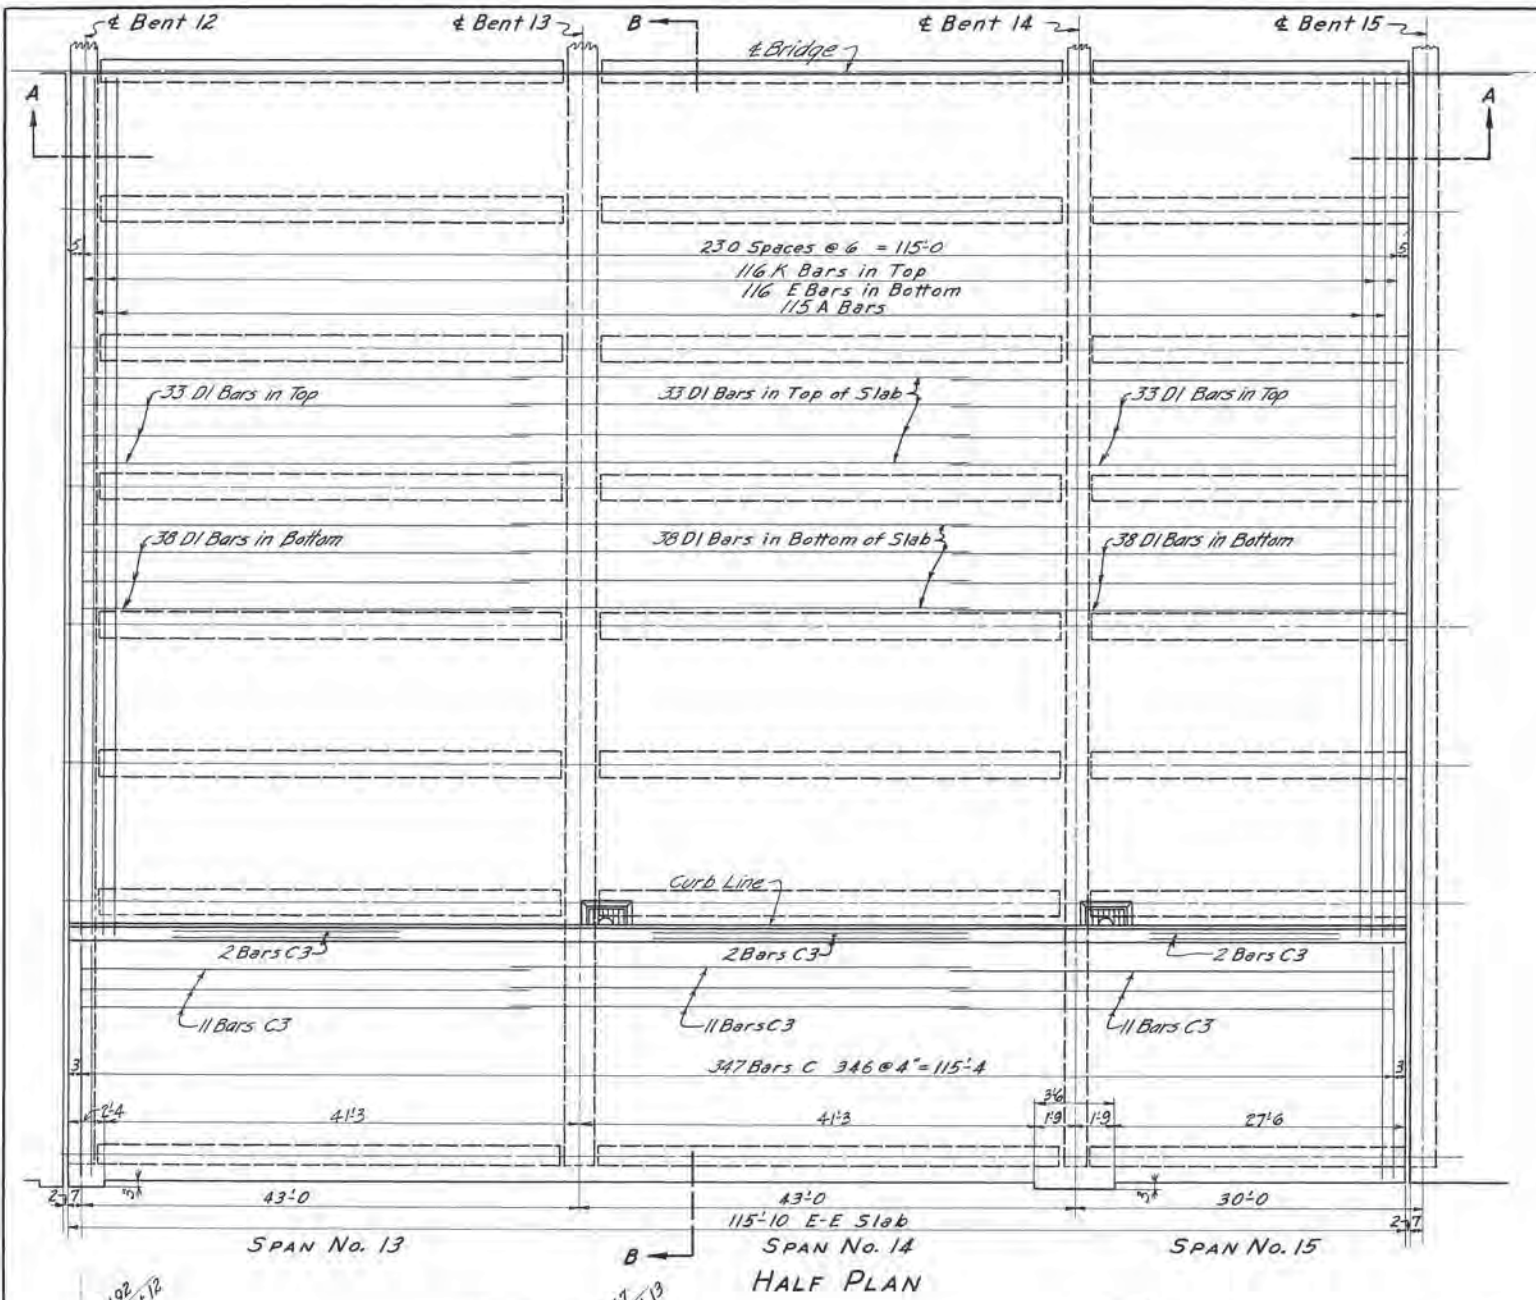 ℄ Bent 12
℄ Bent 13
B
℄ Bent 14
℄ Bent 15
℄ Bridge
A
A
5
5
230 Spaces @ 6 = 115'-0
116 K Bars in Top
116 E Bars in Bottom
115 A Bars
33 D1 Bars in Top
33 D1 Bars in Top of Slab
33 D1 Bars in Top
38 D1 Bars in Bottom
38 D1 Bars in Bottom of Slab
38 D1 Bars in Bottom
Curb Line
2 Bars C3
2 Bars C3
2 Bars C3
11 Bars C3
11 Bars C3
11 Bars C3
3
347 Bars C 346 @ 4" = 115'-4
3
2'-4
41'-3
41'-3
3'-6
1'-9
1'-9
27'-6
3
3
43'-0
43'-0
30'-0
115'-10 E-E Slab
SPAN No. 13
B
SPAN No. 14
SPAN No. 15
HALF PLAN